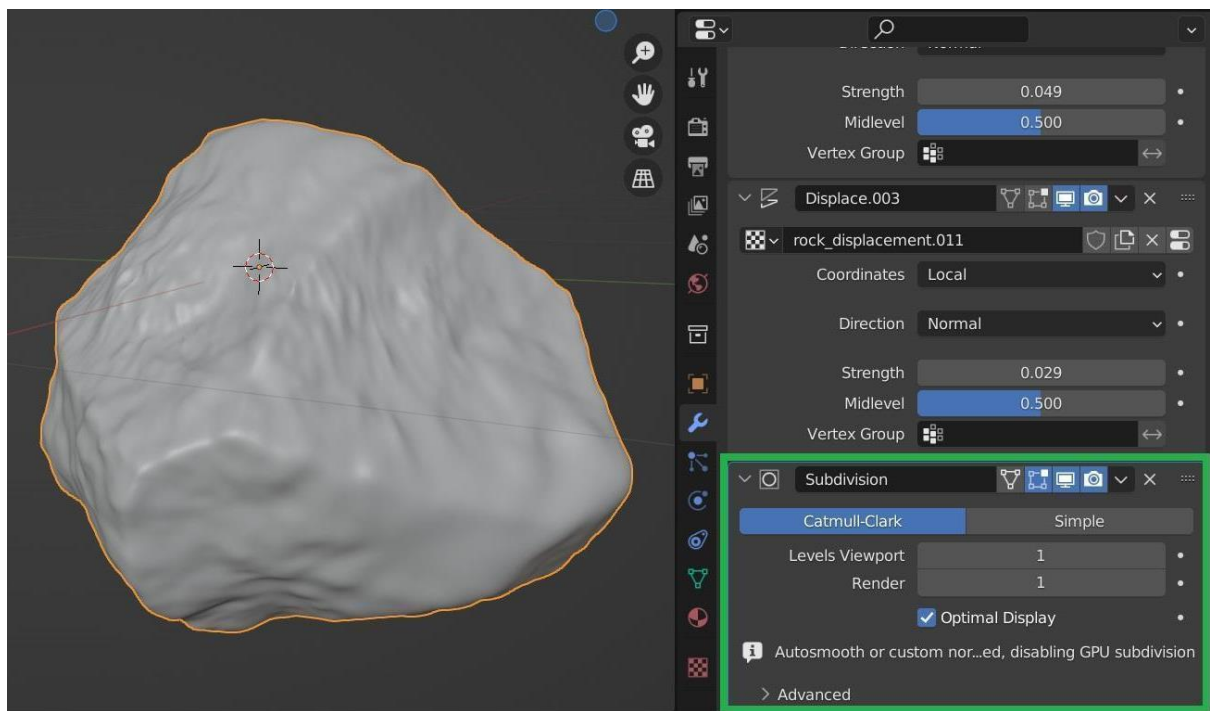 Strength 0.049
Midlevel 0.500
Vertex Group
Displace.003
rock_displacement.011
Coordinates Local
Direction Normal
Strength 0.029
Midlevel 0.500
Vertex Group
Subdivision
Catmull-Clark Simple
Levels Viewport 1
Render 1
Optimal Display
Autosmooth or custom nor...ed, disabling GPU subdivision
Advanced